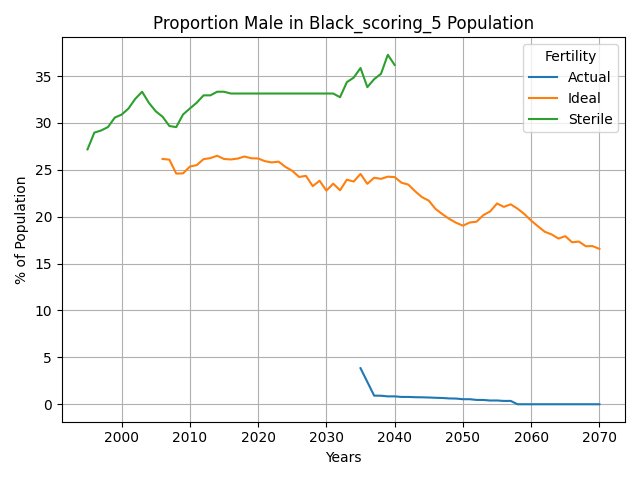 Proportion Male in Black_scoring_5 Population
Fertility
Actual
Ideal
Sterile
% of Population
35
30
25
20
15
10
5
0
2000 2010 2020 2030 2040 2050 2060 2070
Years